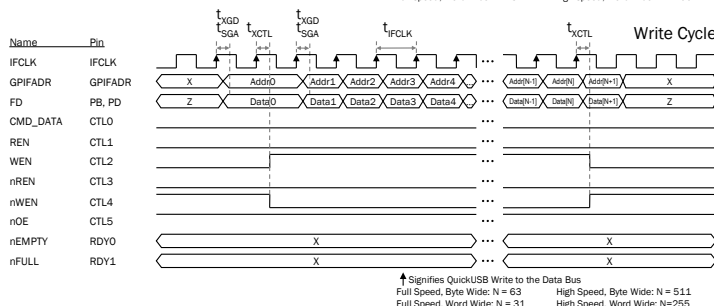 tXGD
tSGA
tXCTL
tXGD
tSGA
tIFCLK
tXCTL
Write Cycle
Name Pin
IFCLK IFCLK
GPIFADR GPIFADR X Addr0 Addr1 Addr2 Addr3 Addr4 ... Addr[N-1] Addr[N] Addr[N+1] X
FD PB, PD Z Data0 Data1 Data2 Data3 Data4 ... Data[N-1] Data[N] Data[N+1] Z
CMD_DATA CTL0
REN CTL1
WEN CTL2
nREN CTL3
nWEN CTL4
nOE CTL5
nEMPTY RDY0 X X
nFULL RDY1 X X
Signifies QuickUSB Write to the Data Bus
Full Speed, Byte Wide: N = 63 High Speed, Byte Wide: N = 511
Full Speed, Word Wide: N = 31 High Speed, Word Wide: N=255